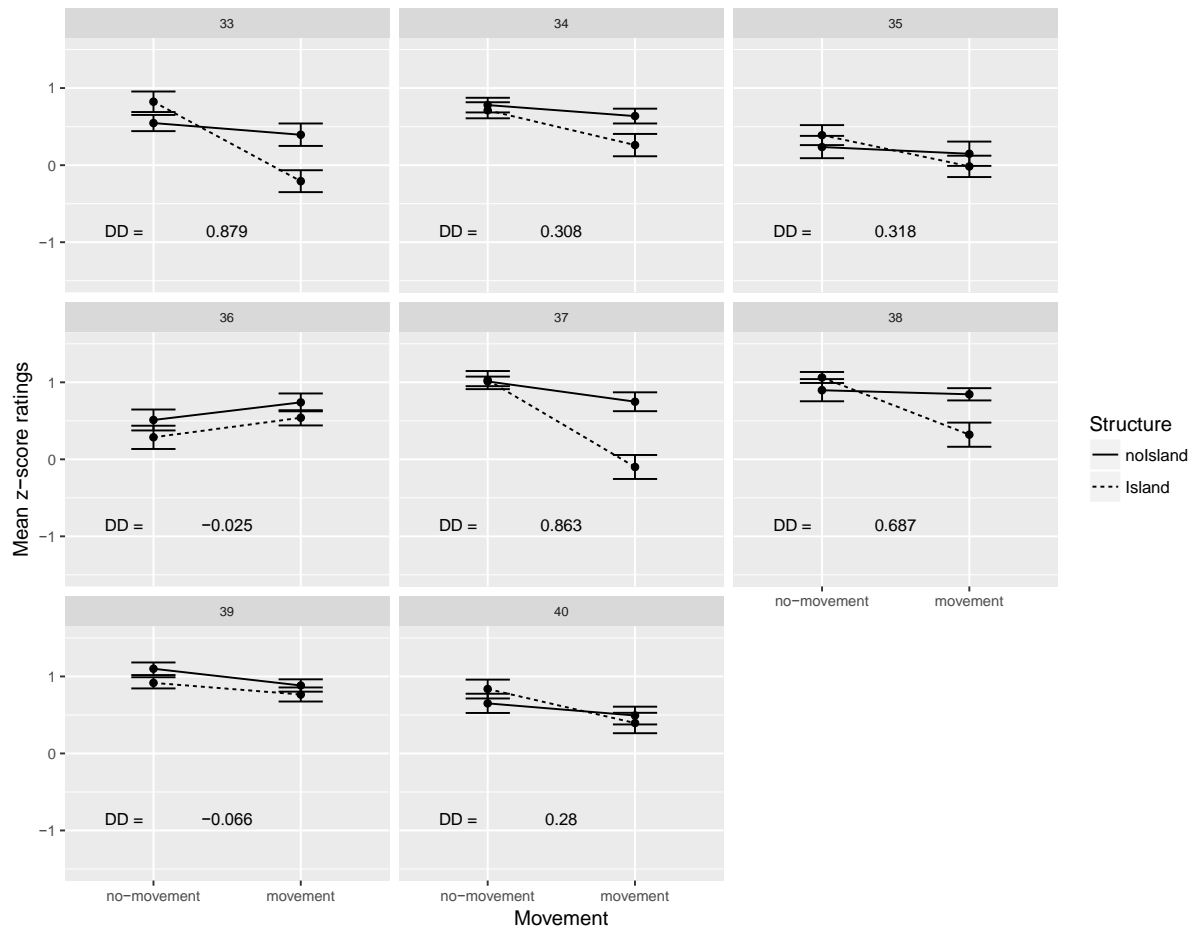 33
34
35
1
0
−1
DD = 0.879
DD = 0.308
DD = 0.318
36
37
38
1
0
−1
DD = −0.025
DD = 0.863
DD = 0.687
no−movement movement
39
40
1
0
−1
DD = −0.066
DD = 0.28
no−movement movement
no−movement movement
Movement
Mean z−score ratings
Structure
noIsland
Island